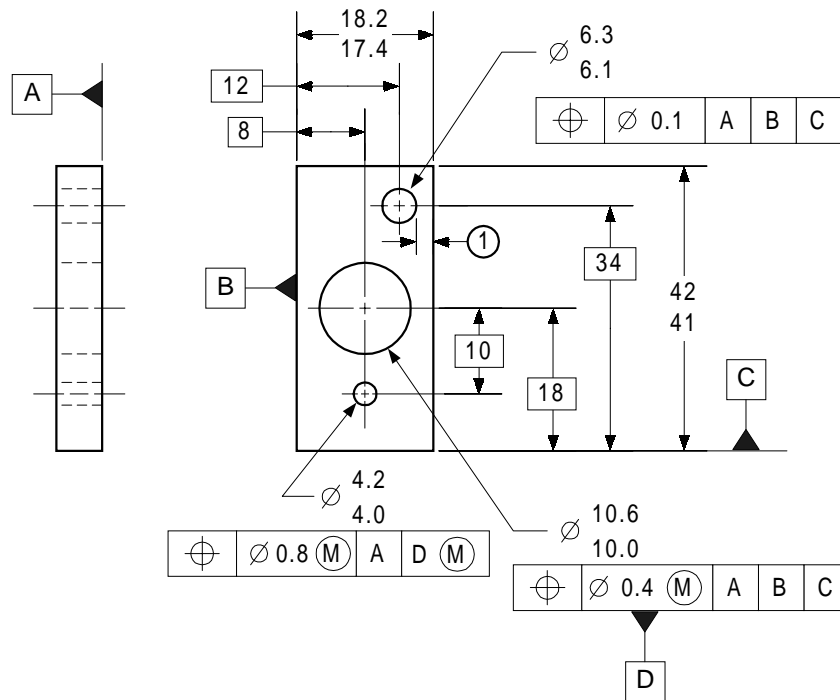 18.2
17.4
⌀ 6.3
6.1
A
12
⌖ ⌀ 0.1 A B C
8
1
34
B
42
41
10
C
18
⌀ 4.2
4.0
⌀ 10.6
10.0
⌖ ⌀ 0.8 Ⓜ A D Ⓜ
⌖ ⌀ 0.4 Ⓜ A B C
D